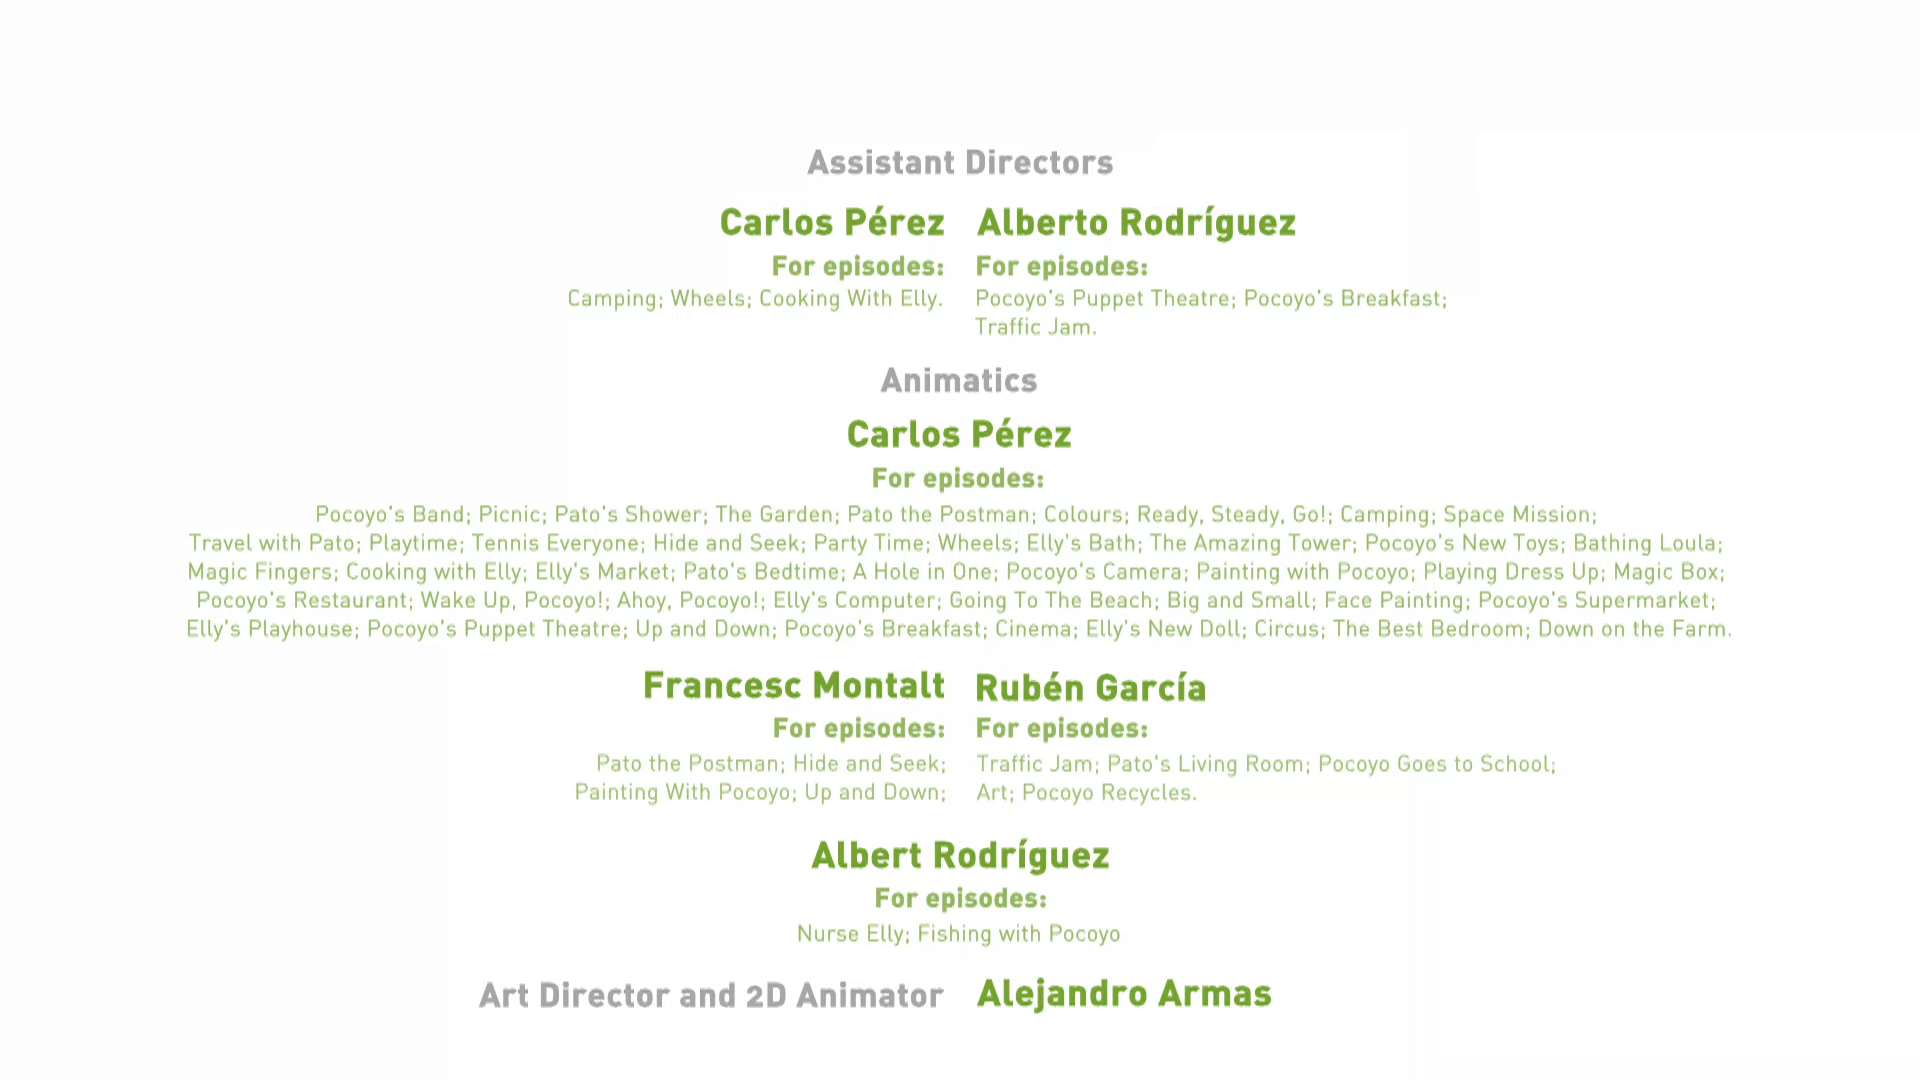 Assistant Directors
Carlos Pérez
For episodes:
Camping; Wheels; Cooking With Elly.
Alberto Rodríguez
For episodes:
Pocoyo's Puppet Theatre; Pocoyo's Breakfast;
Traffic Jam.
Animatics
Carlos Pérez
For episodes:
Pocoyo's Band; Picnic; Pato's Shower; The Garden; Pato the Postman; Colours; Ready, Steady, Go!; Camping; Space Mission;
Travel with Pato; Playtime; Tennis Everyone; Hide and Seek; Party Time; Wheels; Elly's Bath; The Amazing Tower; Pocoyo's New Toys; Bathing Loula;
Magic Fingers; Cooking with Elly; Elly's Market; Pato's Bedtime; A Hole in One; Pocoyo's Camera; Painting with Pocoyo; Playing Dress Up; Magic Box;
Pocoyo's Restaurant; Wake Up, Pocoyo!; Ahoy, Pocoyo!; Elly's Computer; Going To The Beach; Big and Small; Face Painting; Pocoyo's Supermarket;
Elly's Playhouse; Pocoyo's Puppet Theatre; Up and Down; Pocoyo's Breakfast; Cinema; Elly's New Doll; Circus; The Best Bedroom; Down on the Farm.
Francesc Montalt
For episodes:
Pato the Postman; Hide and Seek;
Painting With Pocoyo; Up and Down;
Rubén García
For episodes:
Traffic Jam; Pato's Living Room; Pocoyo Goes to School;
Art; Pocoyo Recycles.
Albert Rodríguez
For episodes:
Nurse Elly; Fishing with Pocoyo
Art Director and 2D Animator Alejandro Armas